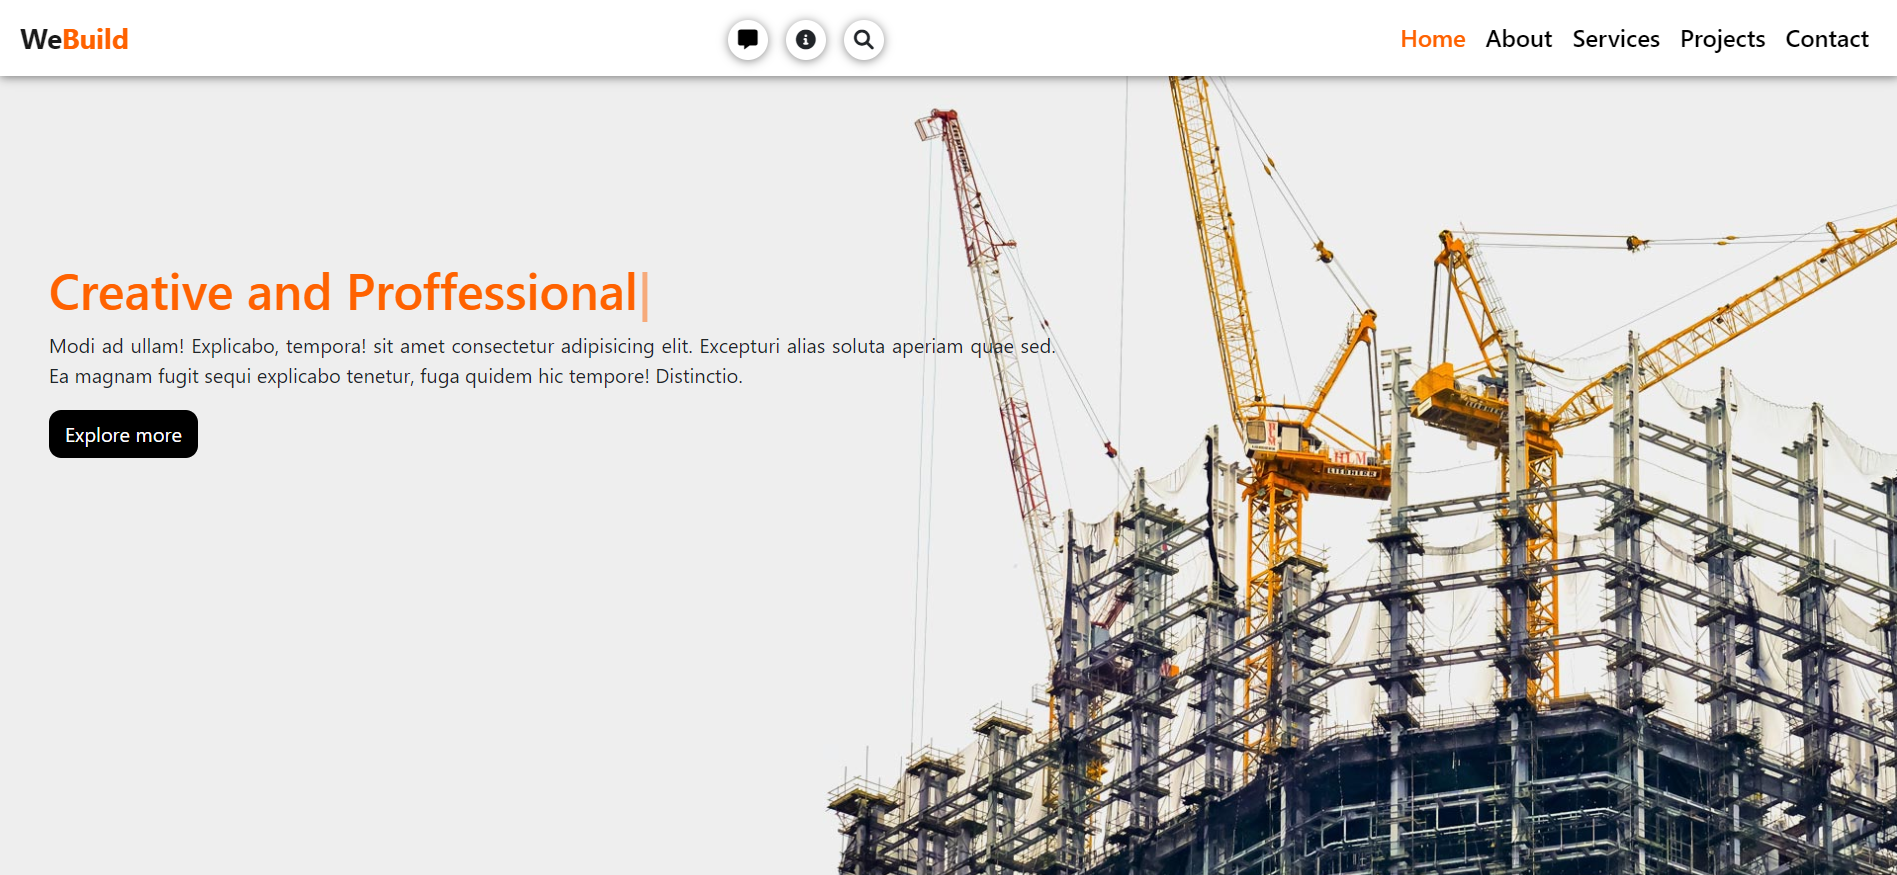 WeBuild
Home About Services Projects Contact
Creative and Proffessional|
Modi ad ullam! Explicabo, tempora! sit amet consectetur adipisicing elit. Excepturi alias soluta aperiam quae sed.
Ea magnam fugit sequi explicabo tenetur, fuga quidem hic tempore! Distinctio.
Explore more
HLM
LIEBHERR